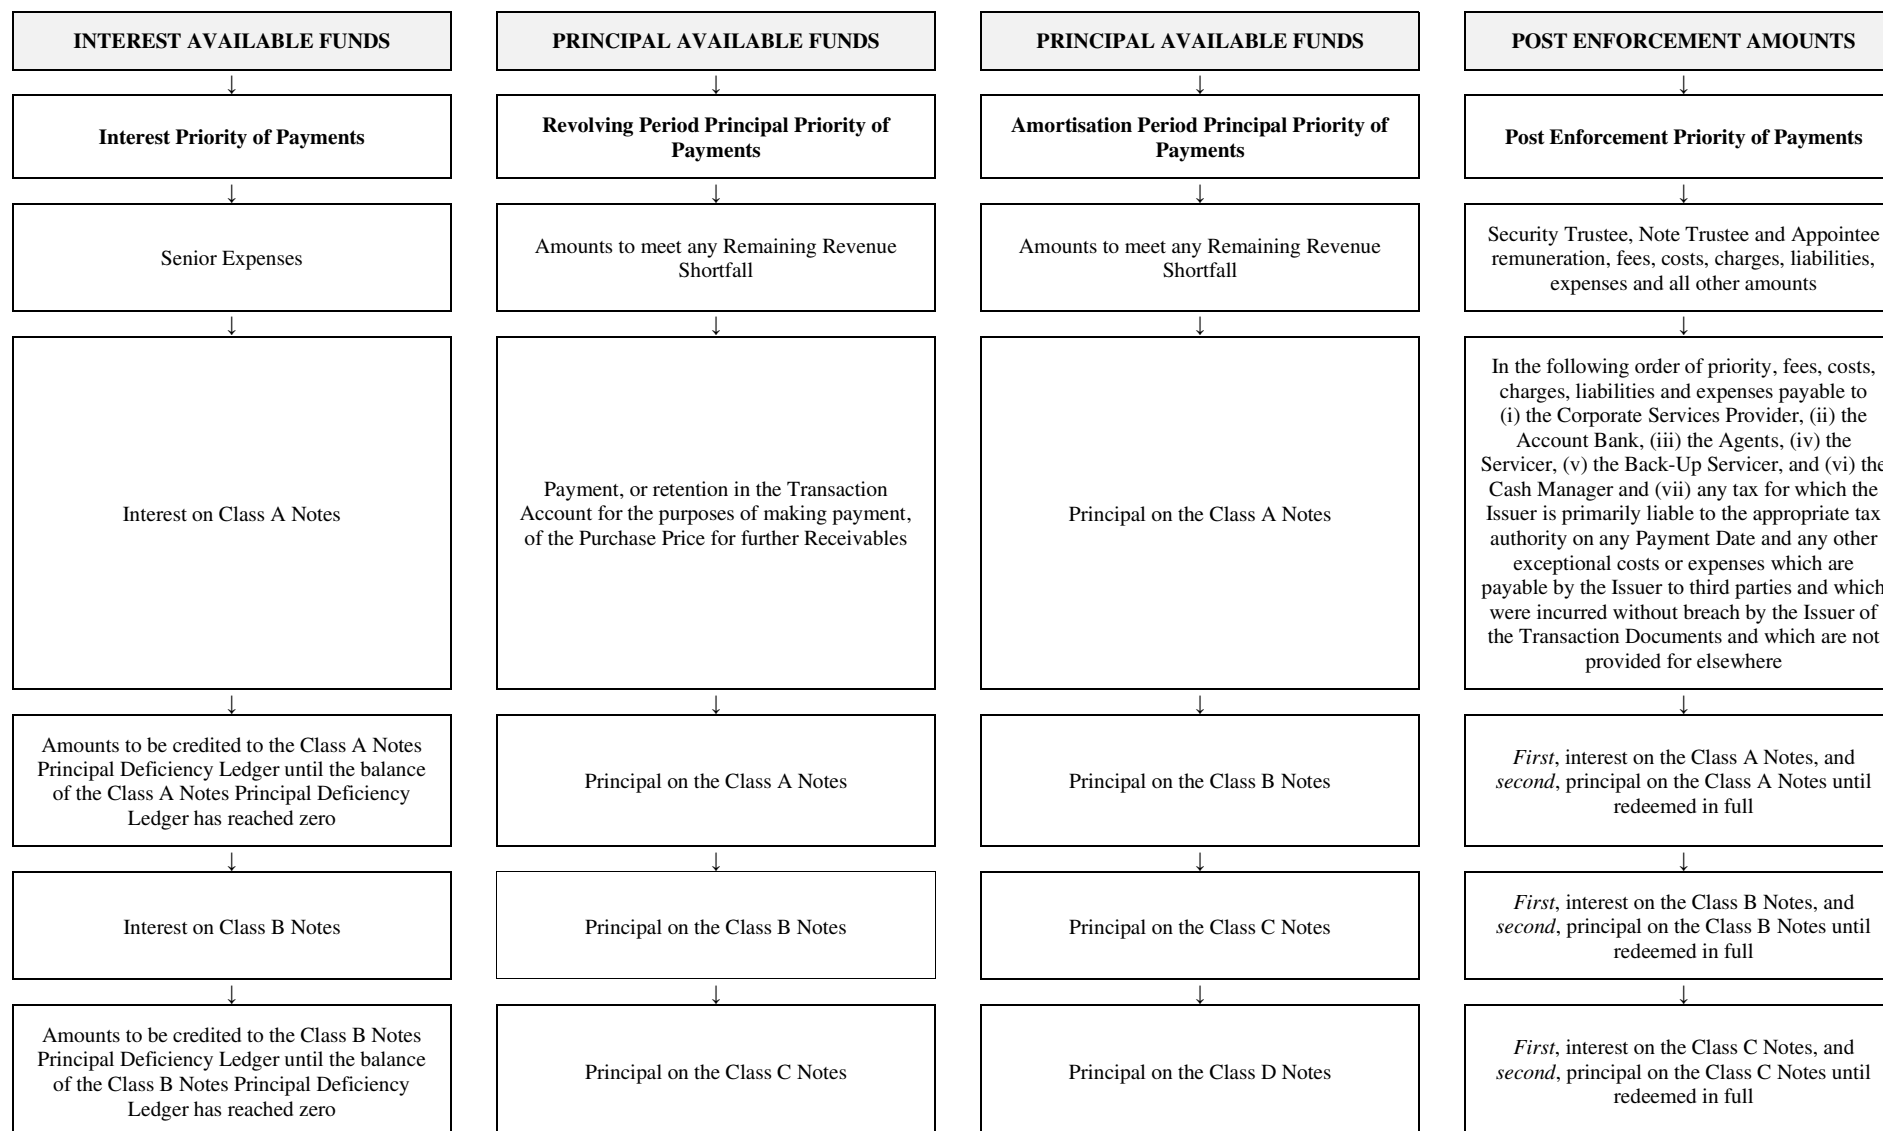 INTEREST AVAILABLE FUNDS
↓
Interest Priority of Payments
↓
Senior Expenses
↓
Interest on Class A Notes
↓
Amounts to be credited to the Class A Notes
Principal Deficiency Ledger until the balance
of the Class A Notes Principal Deficiency
Ledger has reached zero
↓
Interest on Class B Notes
↓
Amounts to be credited to the Class B Notes
Principal Deficiency Ledger until the balance
of the Class B Notes Principal Deficiency
Ledger has reached zero
PRINCIPAL AVAILABLE FUNDS
↓
Revolving Period Principal Priority of
Payments
↓
Amounts to meet any Remaining Revenue
Shortfall
↓
Payment, or retention in the Transaction
Account for the purposes of making payment,
of the Purchase Price for further Receivables
↓
Principal on the Class A Notes
↓
Principal on the Class B Notes
↓
Principal on the Class C Notes
PRINCIPAL AVAILABLE FUNDS
↓
Amortisation Period Principal Priority of
Payments
↓
Amounts to meet any Remaining Revenue
Shortfall
↓
Principal on the Class A Notes
↓
Principal on the Class B Notes
↓
Principal on the Class C Notes
↓
Principal on the Class D Notes
POST ENFORCEMENT AMOUNTS
↓
Post Enforcement Priority of Payments
↓
Security Trustee, Note Trustee and Appointee
remuneration, fees, costs, charges, liabilities,
expenses and all other amounts
↓
In the following order of priority, fees, costs,
charges, liabilities and expenses payable to
(i) the Corporate Services Provider, (ii) the
Account Bank, (iii) the Agents, (iv) the
Servicer, (v) the Back-Up Servicer, and (vi) the
Cash Manager and (vii) any tax for which the
Issuer is primarily liable to the appropriate tax
authority on any Payment Date and any other
exceptional costs or expenses which are
payable by the Issuer to third parties and which
were incurred without breach by the Issuer of
the Transaction Documents and which are not
provided for elsewhere
↓
First, interest on the Class A Notes, and
second, principal on the Class A Notes until
redeemed in full
↓
First, interest on the Class B Notes, and
second, principal on the Class B Notes until
redeemed in full
↓
First, interest on the Class C Notes, and
second, principal on the Class C Notes until
redeemed in full